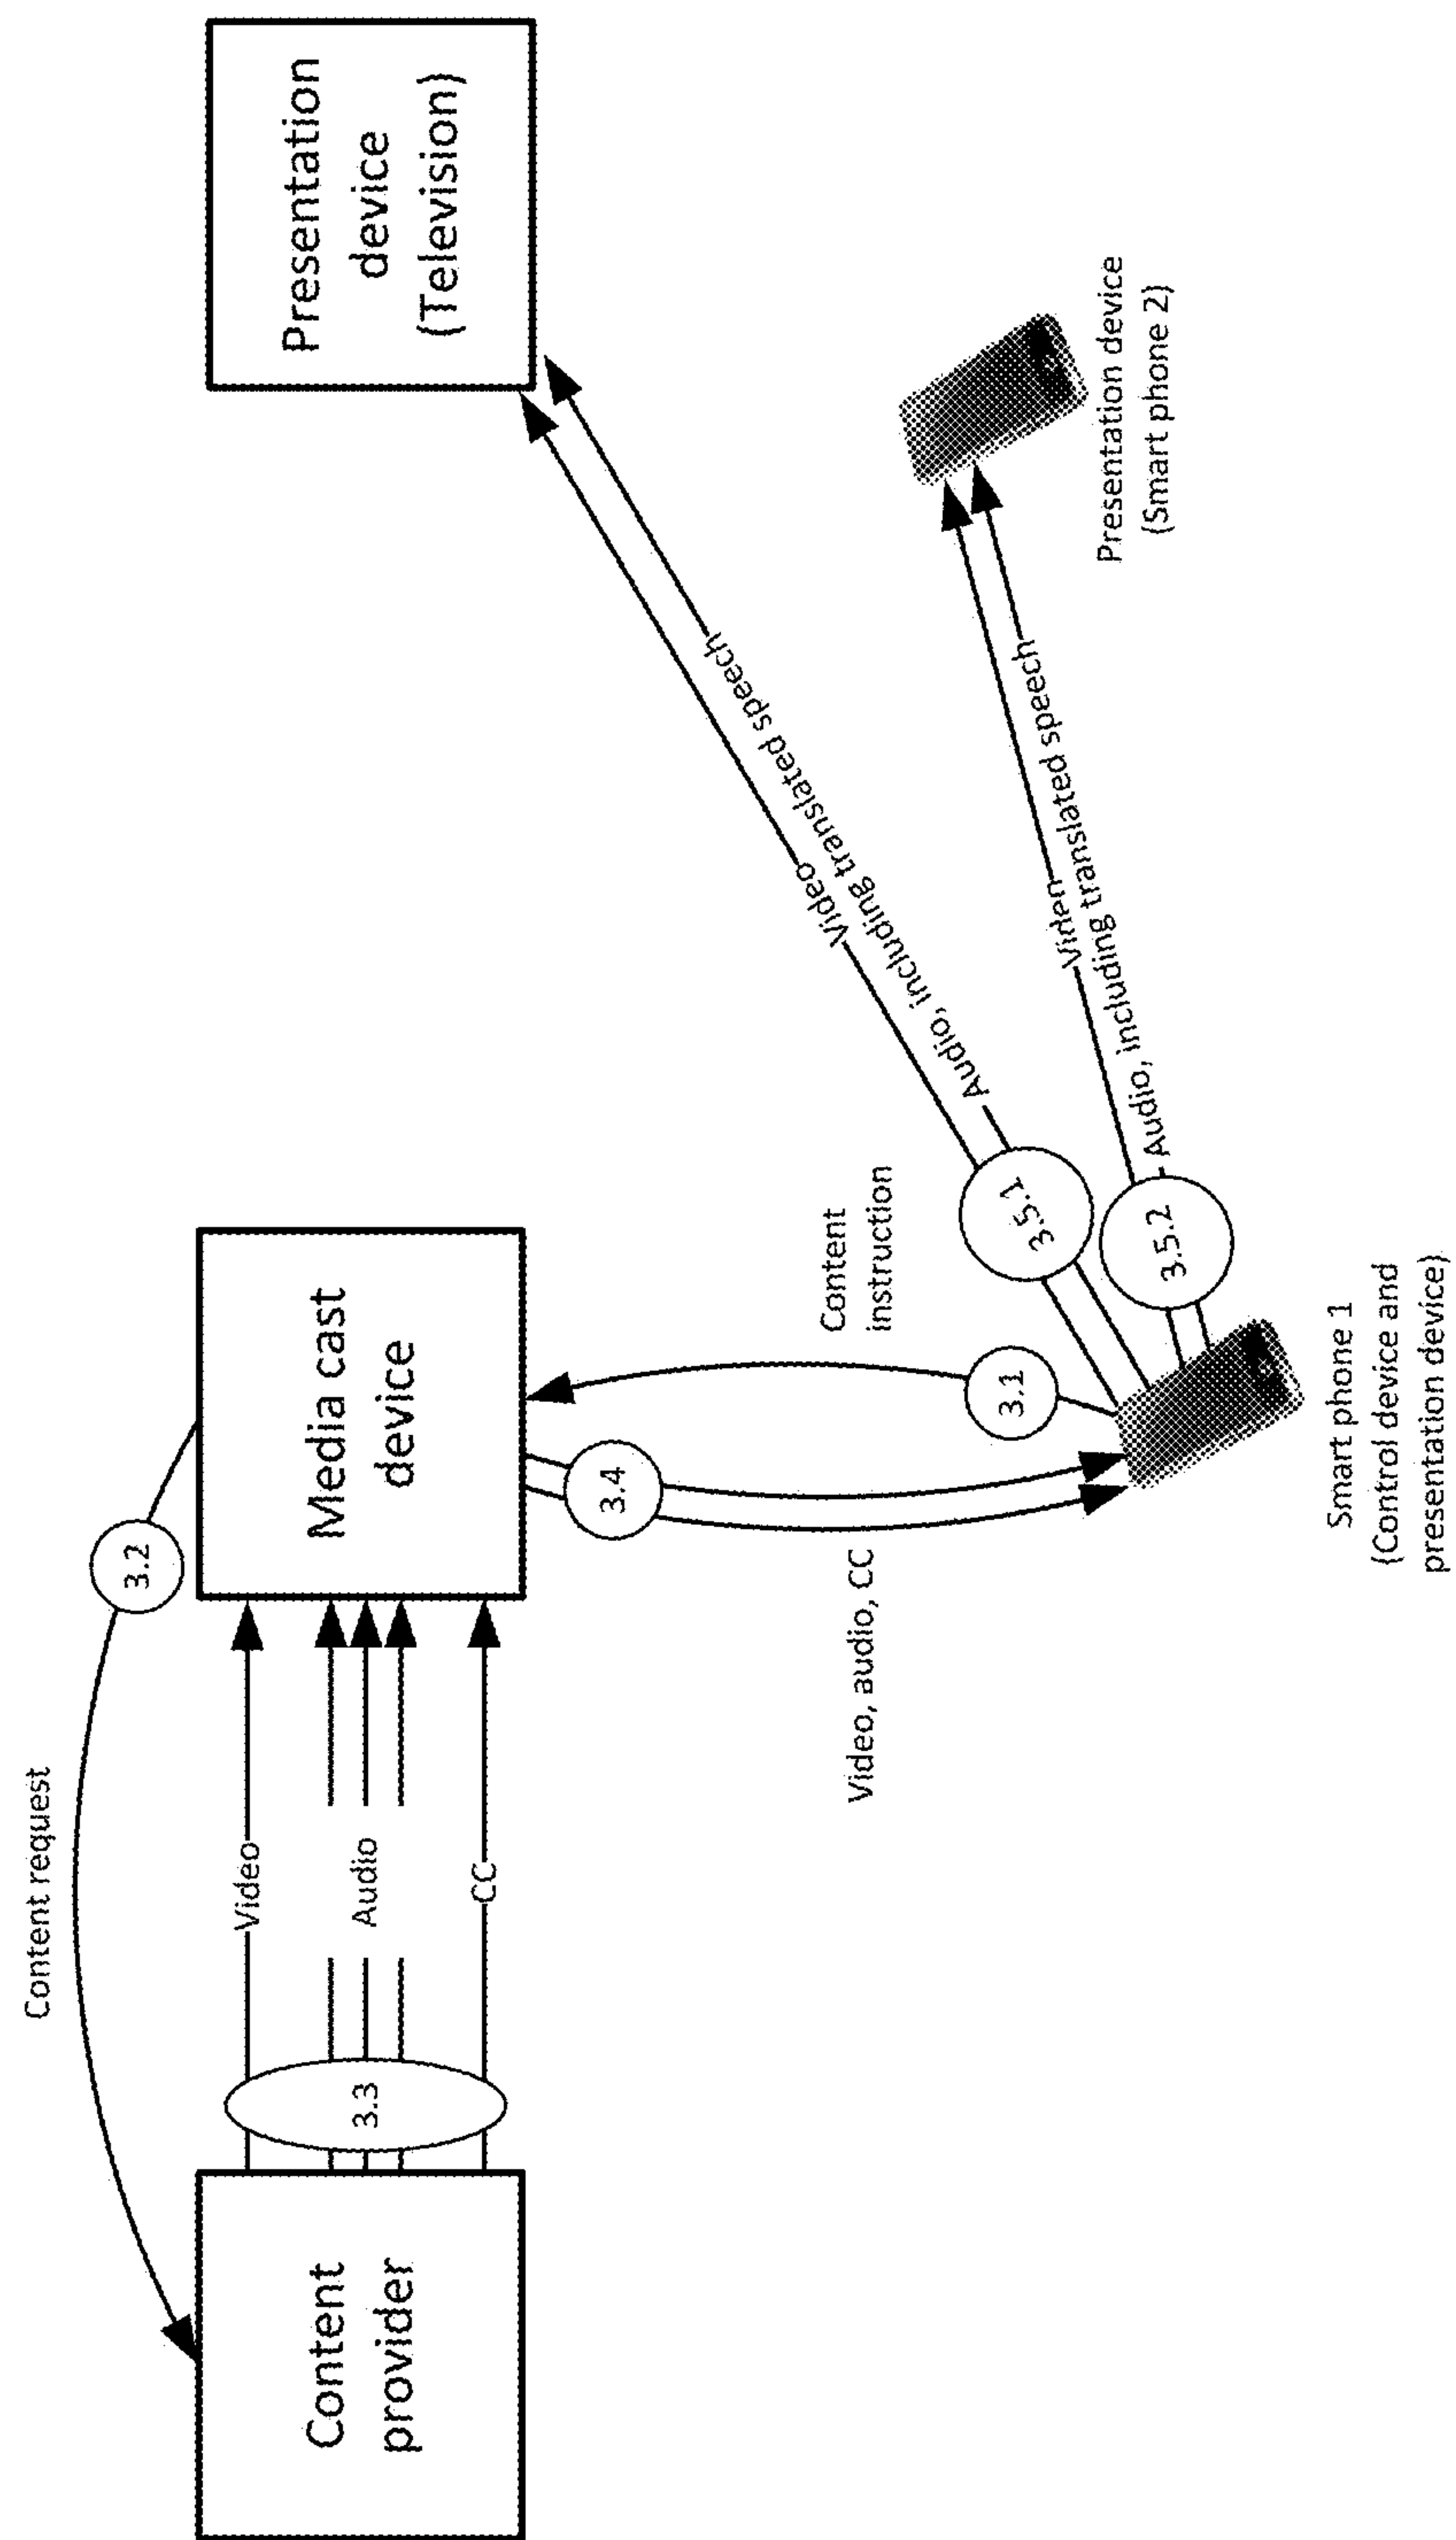 Content request
3.2
Content
provider
3.3
Video
Audio
CC
Media cast
device
Presentation
device
(Television)
3.4
Video, audio, CC
3.1
Content
instruction
3.5.1
Video
Audio, including translated speech
3.5.2
Video
Audio, including translated speech
Presentation device
(Smart phone 2)
Smart phone 1
(Control device and
presentation device)